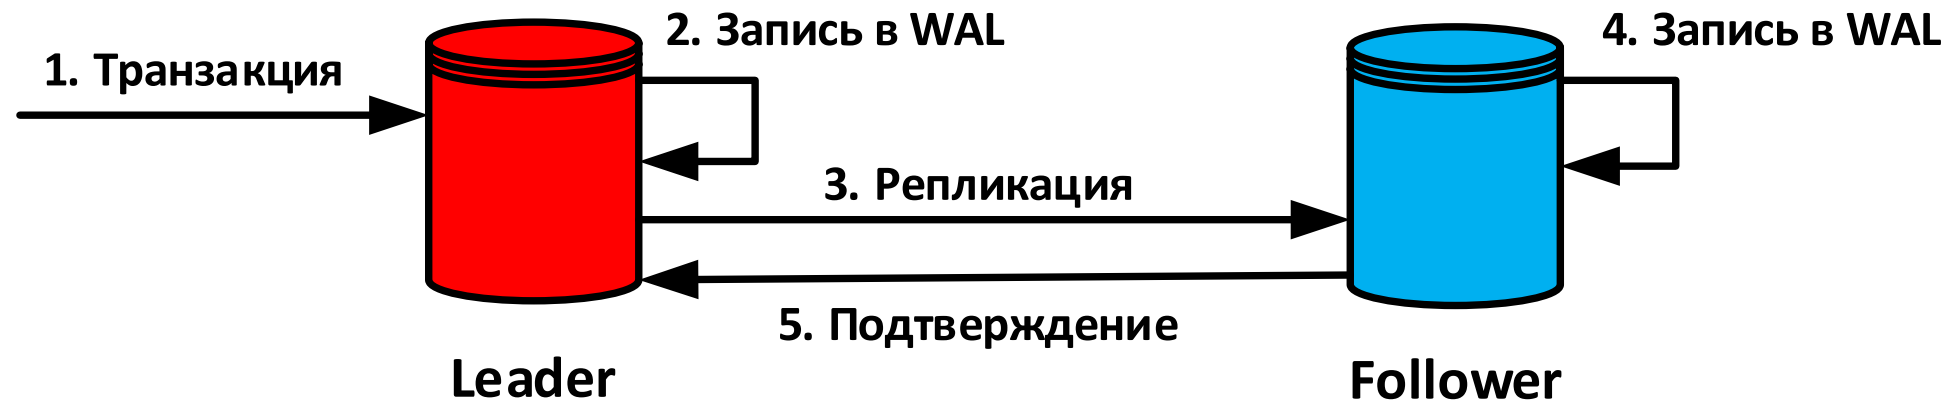 1. Транзакция
2. Запись в WAL
3. Репликация
4. Запись в WAL
5. Подтверждение
Leader
Follower